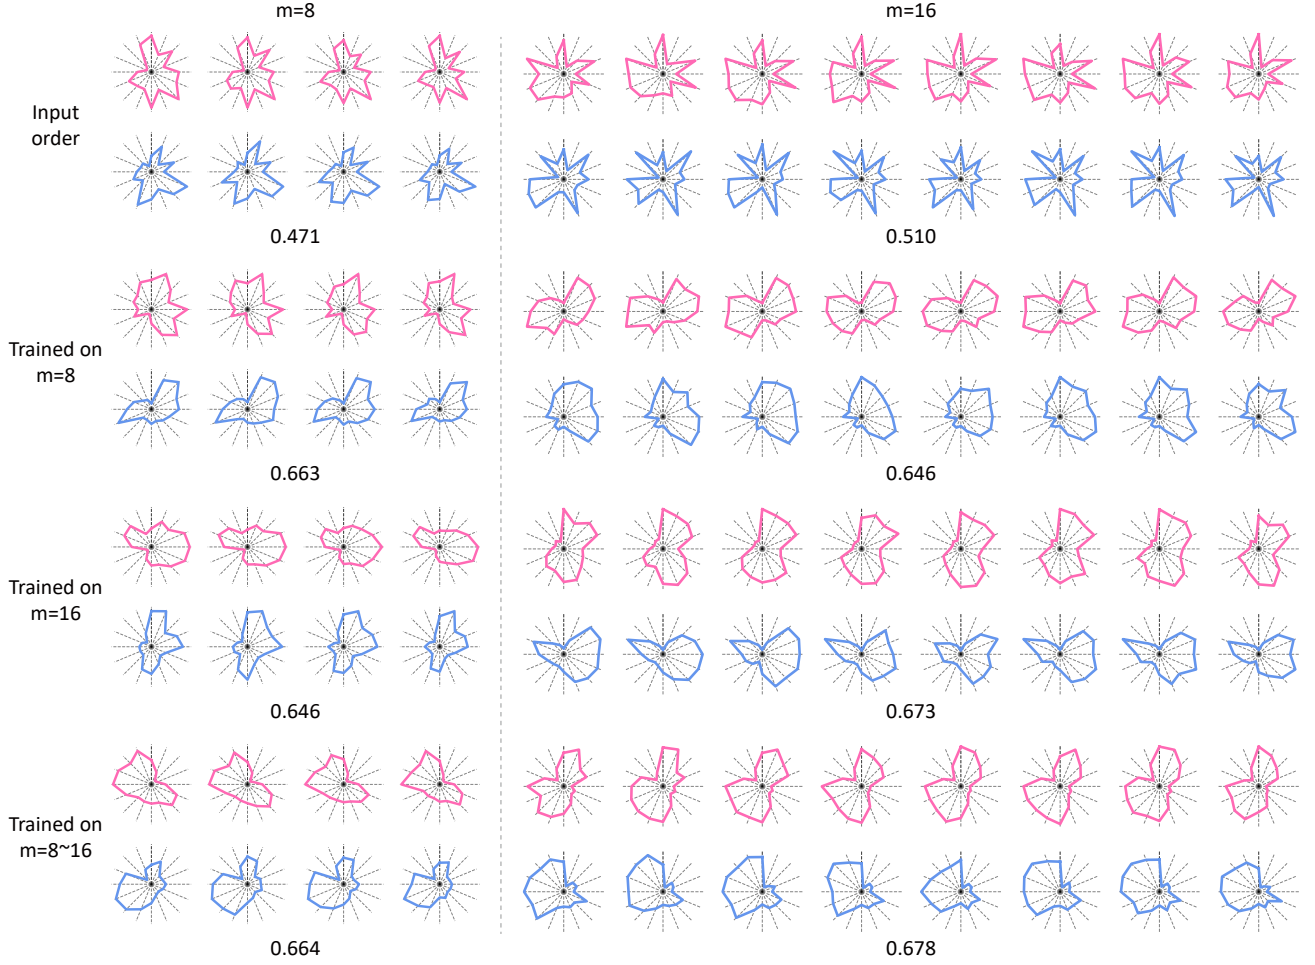 m=8
m=16
Input
order
0.471
0.510
Trained on
m=8
0.663
0.646
Trained on
m=16
0.646
0.673
Trained on
m=8~16
0.664
0.678